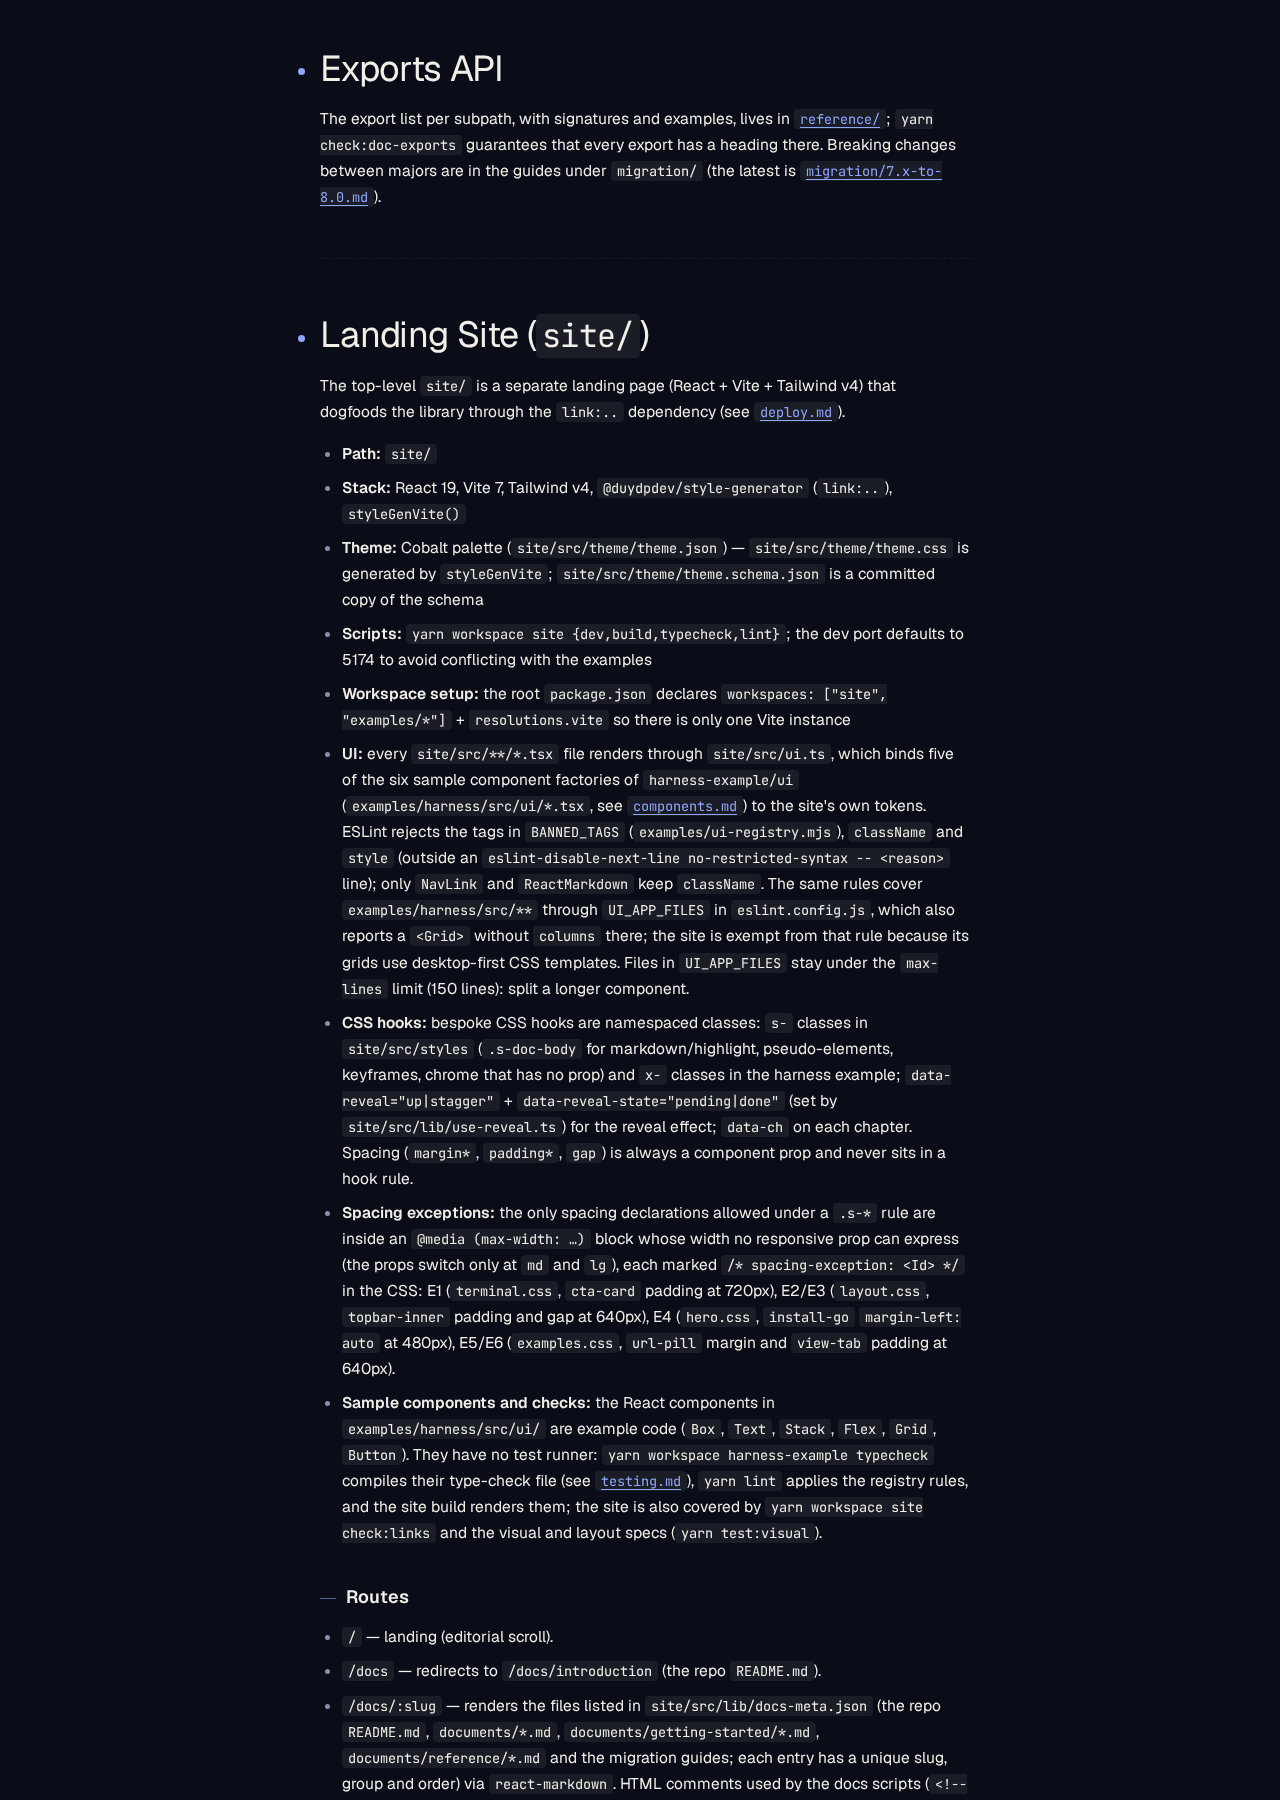 Exports API
The export list per subpath, with signatures and examples, lives in reference/; yarn
check:doc-exports guarantees that every export has a heading there. Breaking changes
between majors are in the guides under migration/ (the latest is migration/7.x-to-
8.0.md).
Landing Site (site/)
The top-level site/ is a separate landing page (React + Vite + Tailwind v4) that
dogfoods the library through the link:.. dependency (see deploy.md).
Path: site/
Stack: React 19, Vite 7, Tailwind v4, @duydpdev/style-generator (link:..),
styleGenVite()
Theme: Cobalt palette (site/src/theme/theme.json) — site/src/theme/theme.css is
generated by styleGenVite; site/src/theme/theme.schema.json is a committed
copy of the schema
Scripts: yarn workspace site {dev,build,typecheck,lint}; the dev port defaults to
5174 to avoid conflicting with the examples
Workspace setup: the root package.json declares workspaces: ["site",
"examples/*"] + resolutions.vite so there is only one Vite instance
UI: every site/src/**/*.tsx file renders through site/src/ui.ts, which binds five
of the six sample component factories of harness-example/ui
(examples/harness/src/ui/*.tsx, see components.md) to the site's own tokens.
ESLint rejects the tags in BANNED_TAGS (examples/ui-registry.mjs), className and
style (outside an eslint-disable-next-line no-restricted-syntax -- <reason>
line); only NavLink and ReactMarkdown keep className. The same rules cover
examples/harness/src/** through UI_APP_FILES in eslint.config.js, which also
reports a <Grid> without columns there; the site is exempt from that rule because its
grids use desktop-first CSS templates. Files in UI_APP_FILES stay under the max-
lines limit (150 lines): split a longer component.
CSS hooks: bespoke CSS hooks are namespaced classes: s- classes in
site/src/styles (.s-doc-body for markdown/highlight, pseudo-elements,
keyframes, chrome that has no prop) and x- classes in the harness example; data-
reveal="up|stagger" + data-reveal-state="pending|done" (set by
site/src/lib/use-reveal.ts) for the reveal effect; data-ch on each chapter.
Spacing (margin*, padding*, gap) is always a component prop and never sits in a
hook rule.
Spacing exceptions: the only spacing declarations allowed under a .s-* rule are
inside an @media (max-width: …) block whose width no responsive prop can express
(the props switch only at md and lg), each marked /* spacing-exception: <Id> */
in the CSS: E1 (terminal.css, cta-card padding at 720px), E2/E3 (layout.css,
topbar-inner padding and gap at 640px), E4 (hero.css, install-go margin-left:
auto at 480px), E5/E6 (examples.css, url-pill margin and view-tab padding at
640px).
Sample components and checks: the React components in
examples/harness/src/ui/ are example code (Box, Text, Stack, Flex, Grid,
Button). They have no test runner: yarn workspace harness-example typecheck
compiles their type-check file (see testing.md), yarn lint applies the registry rules,
and the site build renders them; the site is also covered by yarn workspace site
check:links and the visual and layout specs (yarn test:visual).
Routes
/ — landing (editorial scroll).
/docs — redirects to /docs/introduction (the repo README.md).
/docs/:slug — renders the files listed in site/src/lib/docs-meta.json (the repo
README.md, documents/*.md, documents/getting-started/*.md,
documents/reference/*.md and the migration guides; each entry has a unique slug,
group and order) via react-markdown. HTML comments used by the docs scripts (<!--